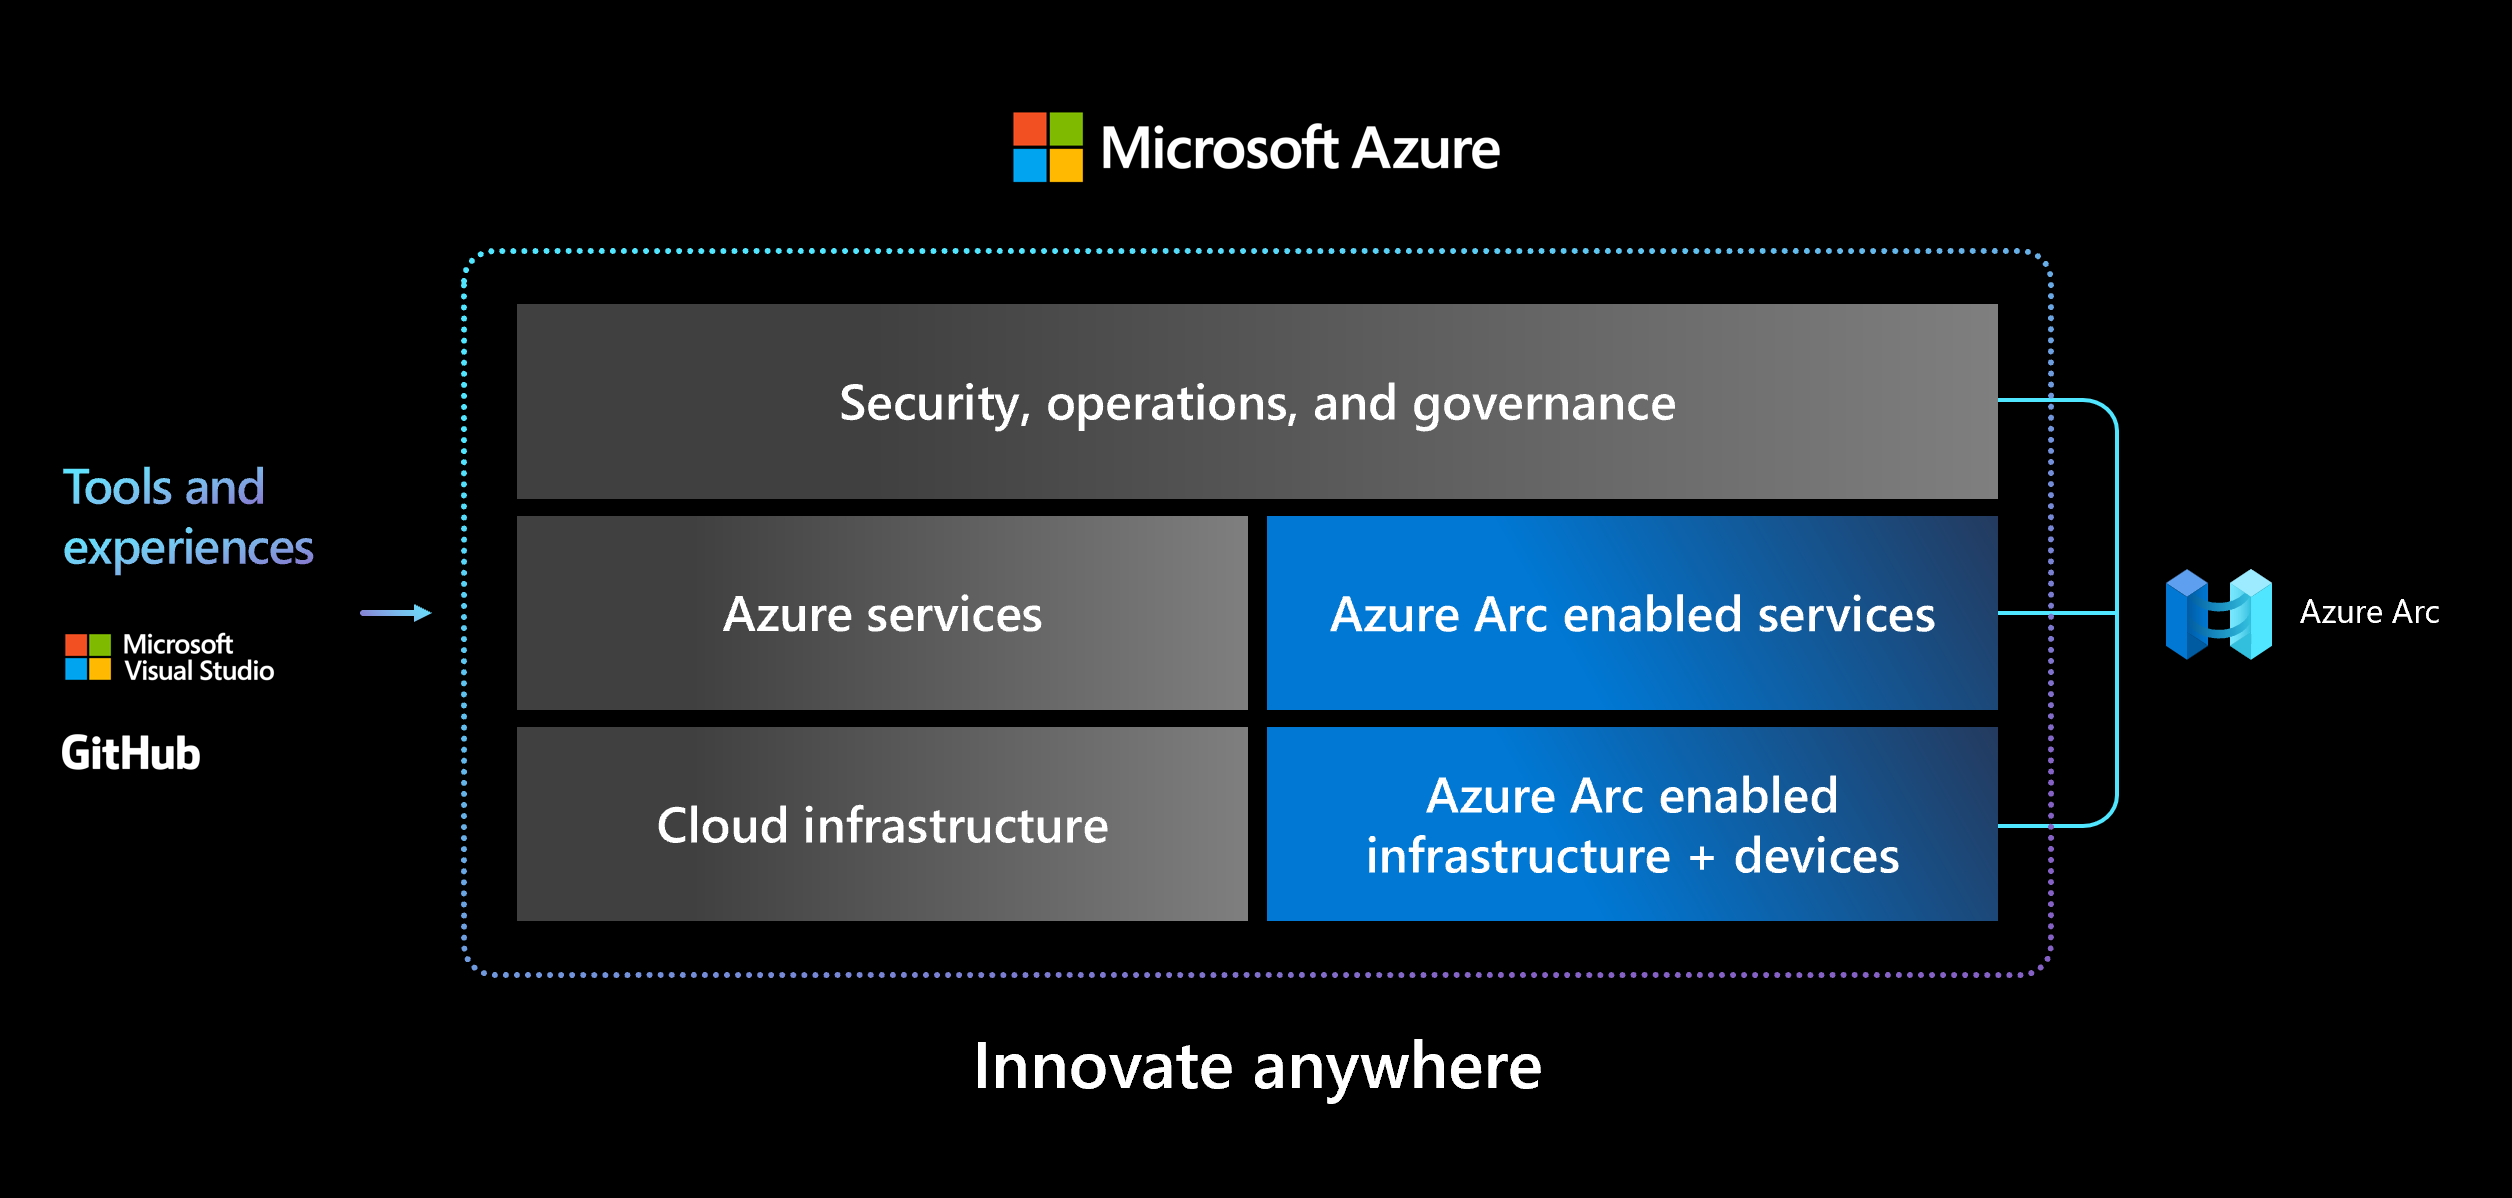 Microsoft Azure
Tools and
experiences
Microsoft
Visual Studio
GitHub
Security, operations, and governance
Azure services
Azure Arc enabled services
Cloud infrastructure
Azure Arc enabled
infrastructure + devices
Azure Arc
Innovate anywhere